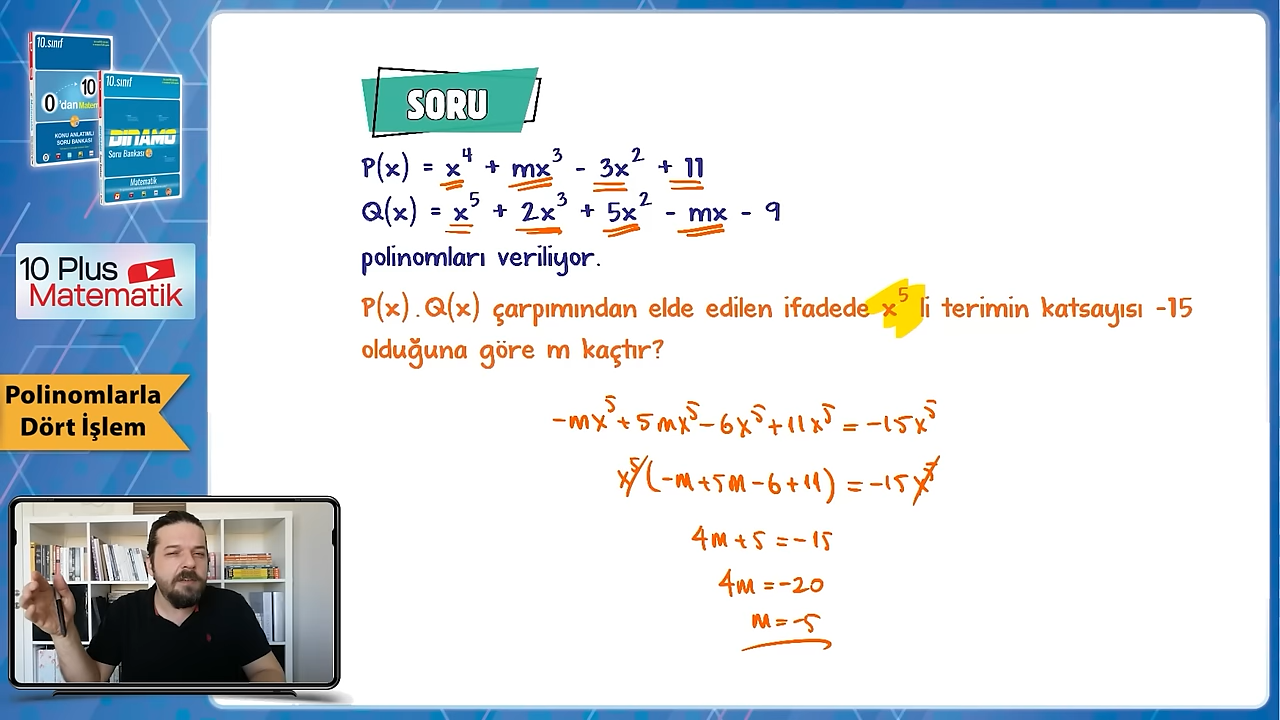 10.sınıf
0'dan 10
KONU ANLATIMLI
SORU BANKASI
10.sınıf
DİNAMO
Soru Bankası
Matematik
10 Plus
Matematik
Polinomlarla
Dört İşlem
SORU
P(x) = x⁴ + mx³ - 3x² + 11
Q(x) = x⁵ + 2x³ + 5x² - mx - 9
polinomları veriliyor.
P(x).Q(x) çarpımından elde edilen ifadede x⁵ li terimin katsayısı -15
olduğuna göre m kaçtır?
-mx⁵+5mx⁵-6x⁵+11x⁵=-15x⁵
x⁵(-m+5m-6+11)=-15x⁵
4m+5=-15
4m=-20
m=-5